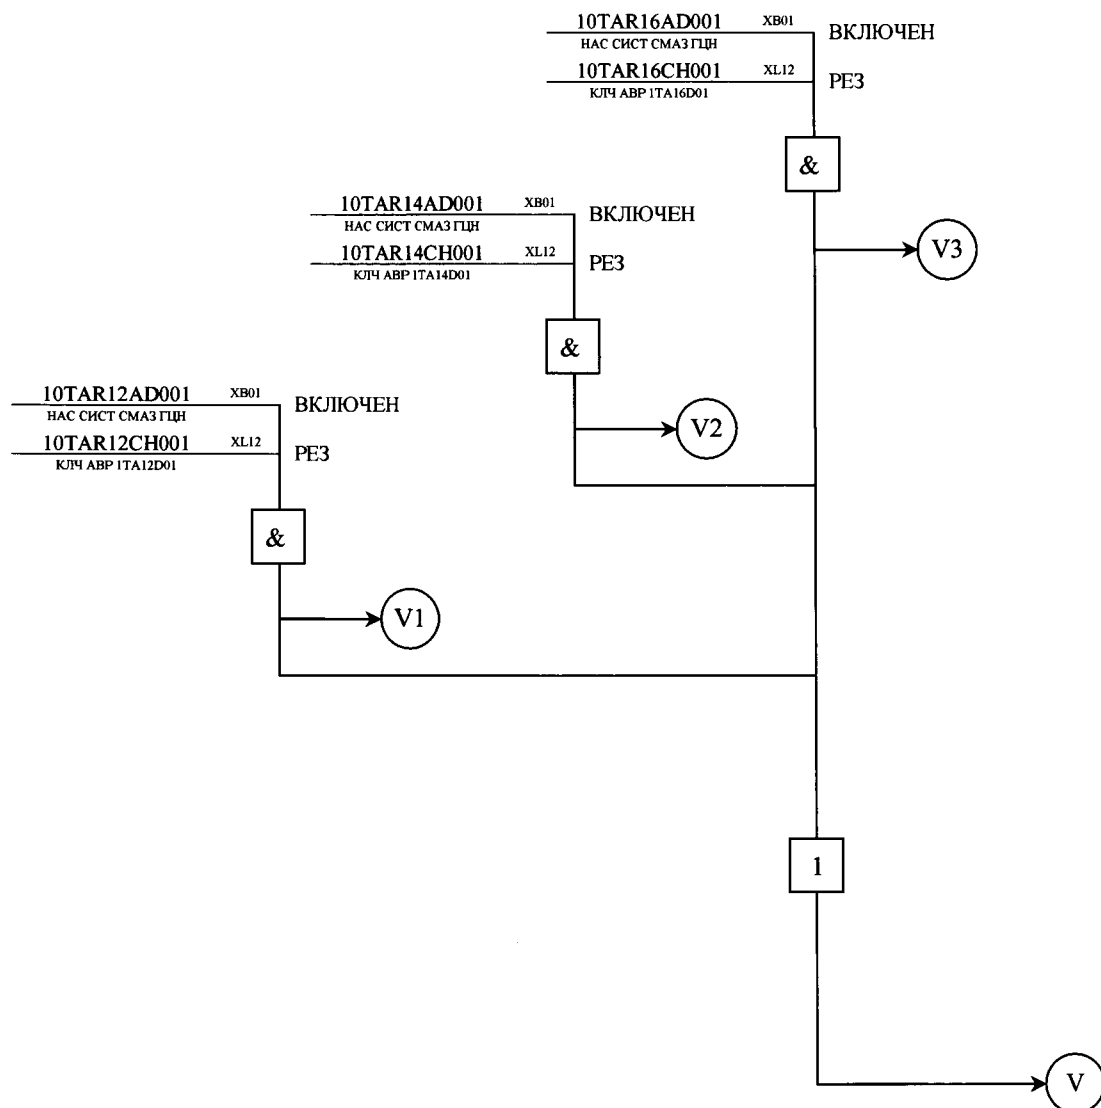 10TAR16AD001 XB01 ВКЛЮЧЕН
НАС СИСТ СМАЗ ГЦН
10TAR16CH001 XL12 РЕЗ
КЛЧ АВР 1TA16D01
&
10TAR14AD001 XB01 ВКЛЮЧЕН
НАС СИСТ СМАЗ ГЦН
10TAR14CH001 XL12 РЕЗ
КЛЧ АВР 1TA14D01
V3
&
10TAR12AD001 XB01 ВКЛЮЧЕН
НАС СИСТ СМАЗ ГЦН
10TAR12CH001 XL12 РЕЗ
КЛЧ АВР 1TA12D01
V2
&
V1
1
V